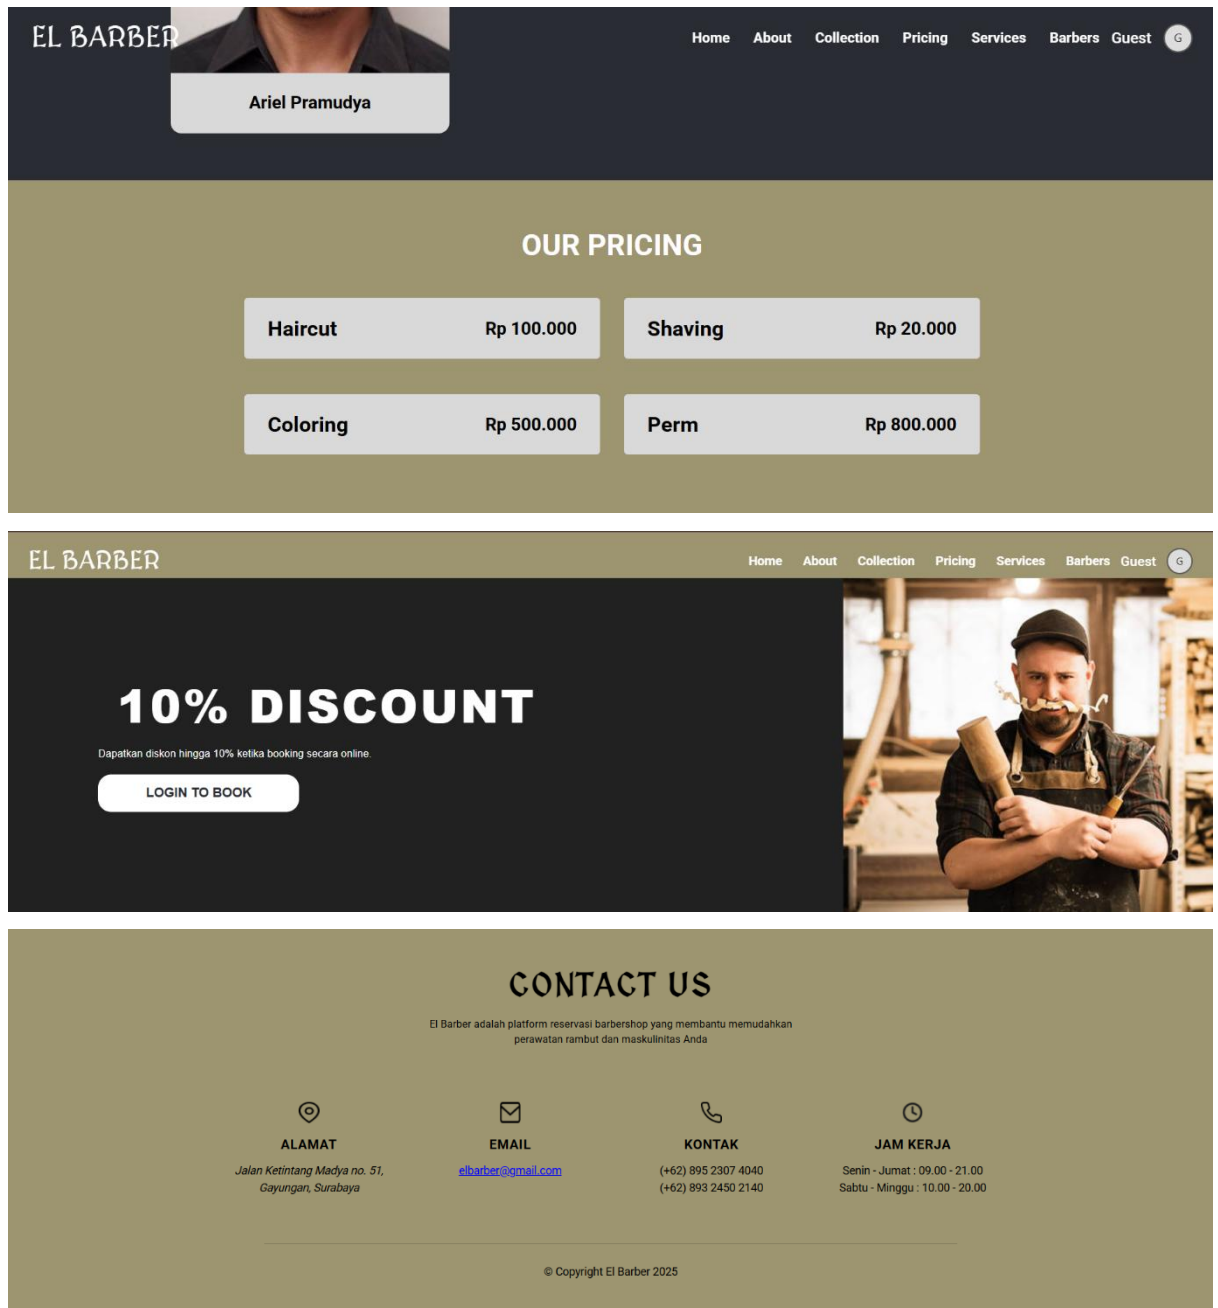 EL BARBER
Home About Collection Pricing Services Barbers Guest G
Ariel Pramudya
OUR PRICING
Haircut Rp 100.000
Shaving Rp 20.000
Coloring Rp 500.000
Perm Rp 800.000
EL BARBER
Home About Collection Pricing Services Barbers Guest G
10% DISCOUNT
Dapatkan diskon hingga 10% ketika booking secara online.
LOGIN TO BOOK
CONTACT US
El Barber adalah platform reservasi barbershop yang membantu memudahkan
perawatan rambut dan maskulinitas Anda
ALAMAT
Jalan Ketintang Madya no. 51,
Gayungan, Surabaya
EMAIL
elbarber@gmail.com
KONTAK
(+62) 895 2307 4040
(+62) 893 2450 2140
JAM KERJA
Senin - Jumat : 09.00 - 21.00
Sabtu - Minggu : 10.00 - 20.00
© Copyright El Barber 2025